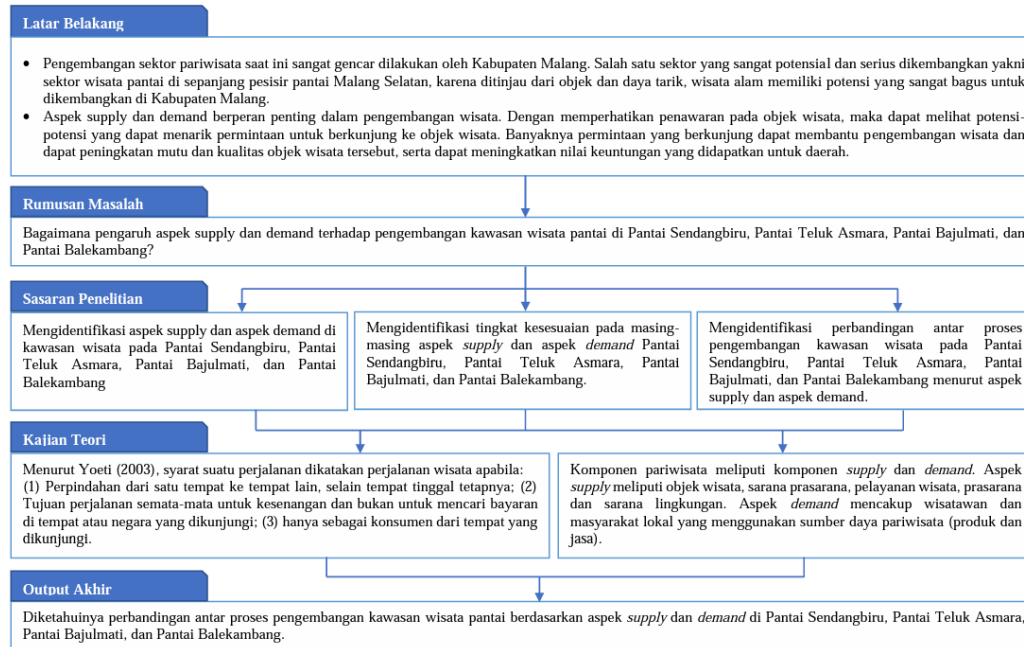 Latar Belakang
• Pengembangan sektor pariwisata saat ini sangat gencar dilakukan oleh Kabupaten Malang. Salah satu sektor yang sangat potensial dan serius dikembangkan yakni
sektor wisata pantai di sepanjang pesisir pantai Malang Selatan, karena ditinjau dari objek dan daya tarik, wisata alam memiliki potensi yang sangat bagus untuk
dikembangkan di Kabupaten Malang.
• Aspek supply dan demand berperan penting dalam pengembangan wisata. Dengan memperhatikan penawaran pada objek wisata, maka dapat melihat potensi-
potensi yang dapat menarik permintaan untuk berkunjung ke objek wisata. Banyaknya permintaan yang berkunjung dapat membantu pengembangan wisata dan
dapat peningkatan mutu dan kualitas objek wisata tersebut, serta dapat meningkatkan nilai keuntungan yang didapatkan untuk daerah.
Rumusan Masalah
Bagaimana pengaruh aspek supply dan demand terhadap pengembangan kawasan wisata pantai di Pantai Sendangbiru, Pantai Teluk Asmara, Pantai Bajulmati, dan
Pantai Balekambang?
Sasaran Penelitian
Mengidentifikasi aspek supply dan aspek demand di
kawasan wisata pada Pantai Sendangbiru, Pantai
Teluk Asmara, Pantai Bajulmati, dan Pantai
Balekambang
Mengidentifikasi tingkat kesesuaian pada masing-
masing aspek supply dan aspek demand Pantai
Sendangbiru, Pantai Teluk Asmara, Pantai
Bajulmati, dan Pantai Balekambang.
Mengidentifikasi perbandingan antar proses
pengembangan kawasan wisata pada Pantai
Sendangbiru, Pantai Teluk Asmara, Pantai
Bajulmati, dan Pantai Balekambang menurut aspek
supply dan aspek demand.
Kajian Teori
Menurut Yoeti (2003), syarat suatu perjalanan dikatakan perjalanan wisata apabila:
(1) Perpindahan dari satu tempat ke tempat lain, selain tempat tinggal tetapnya; (2)
Tujuan perjalanan semata-mata untuk kesenangan dan bukan untuk mencari bayaran
di tempat atau negara yang dikunjungi; (3) hanya sebagai konsumen dari tempat yang
dikunjungi.
Komponen pariwisata meliputi komponen supply dan demand. Aspek
supply meliputi objek wisata, sarana prasarana, pelayanan wisata, prasarana
dan sarana lingkungan. Aspek demand mencakup wisatawan dan
masyarakat lokal yang menggunakan sumber daya pariwisata (produk dan
jasa).
Output Akhir
Diketahuinya perbandingan antar proses pengembangan kawasan wisata pantai berdasarkan aspek supply dan demand di Pantai Sendangbiru, Pantai Teluk Asmara,
Pantai Bajulmati, dan Pantai Balekambang.